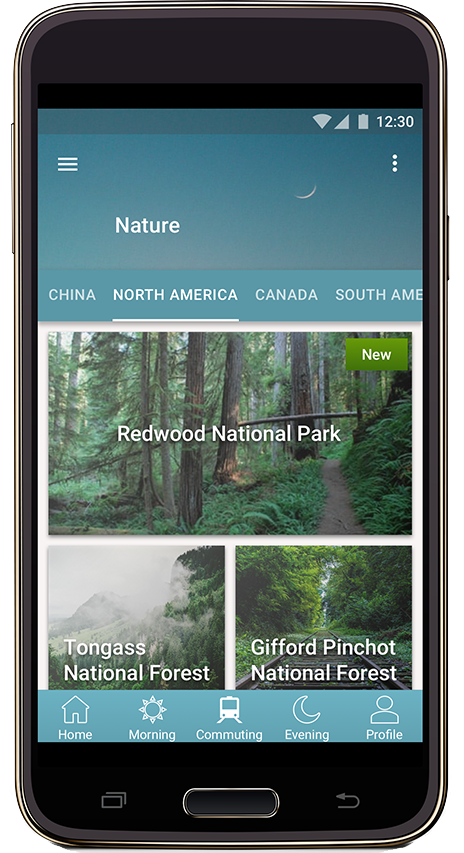 12:30
Nature
CHINA NORTH AMERICA CANADA SOUTH AME
New
Redwood National Park
Tongass
National Forest
Gifford Pinchot
National Forest
Home Morning Commuting Evening Profile